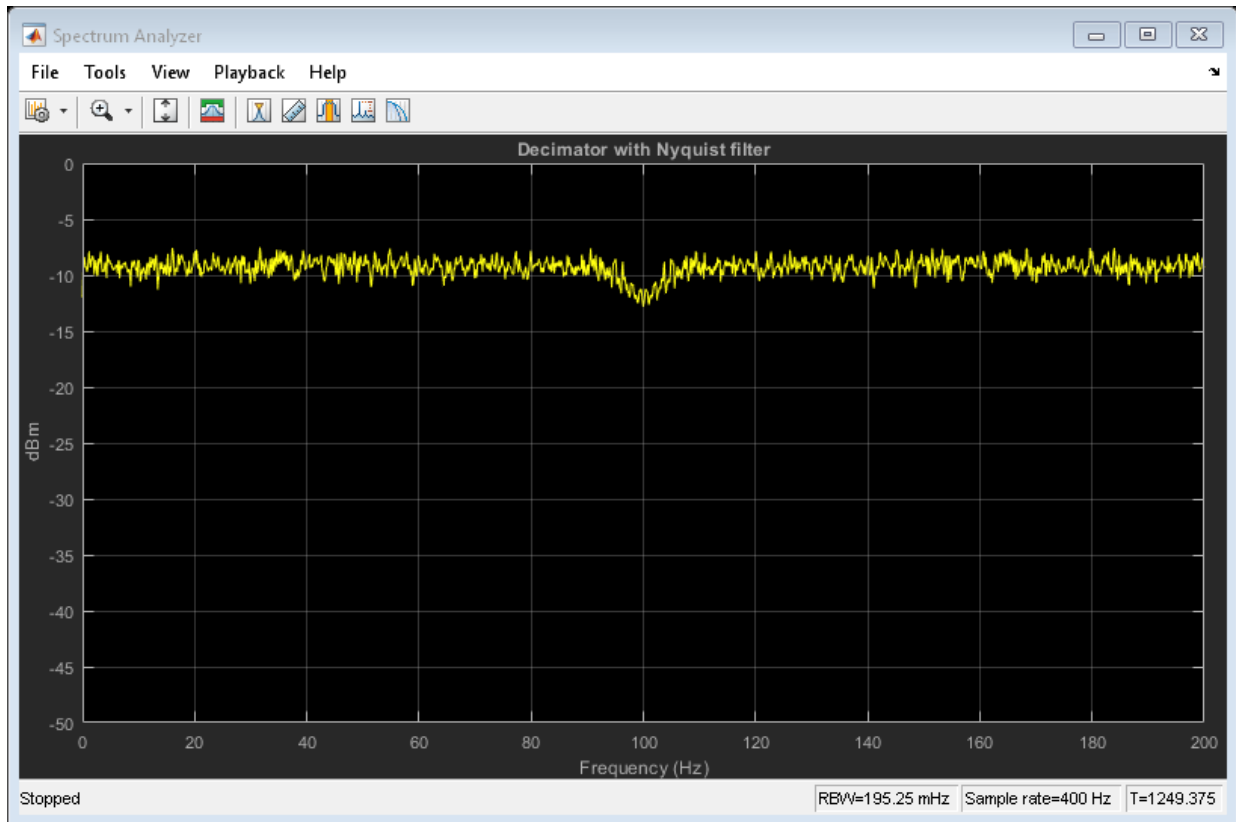 Spectrum Analyzer
File Tools View Playback Help
Decimator with Nyquist filter
0
-5
-10
-15
-20
-25
-30
-35
-40
-45
-50
dBm
0 20 40 60 80 100 120 140 160 180 200
Frequency (Hz)
Stopped RBW=195.25 mHz Sample rate=400 Hz T=1249.375